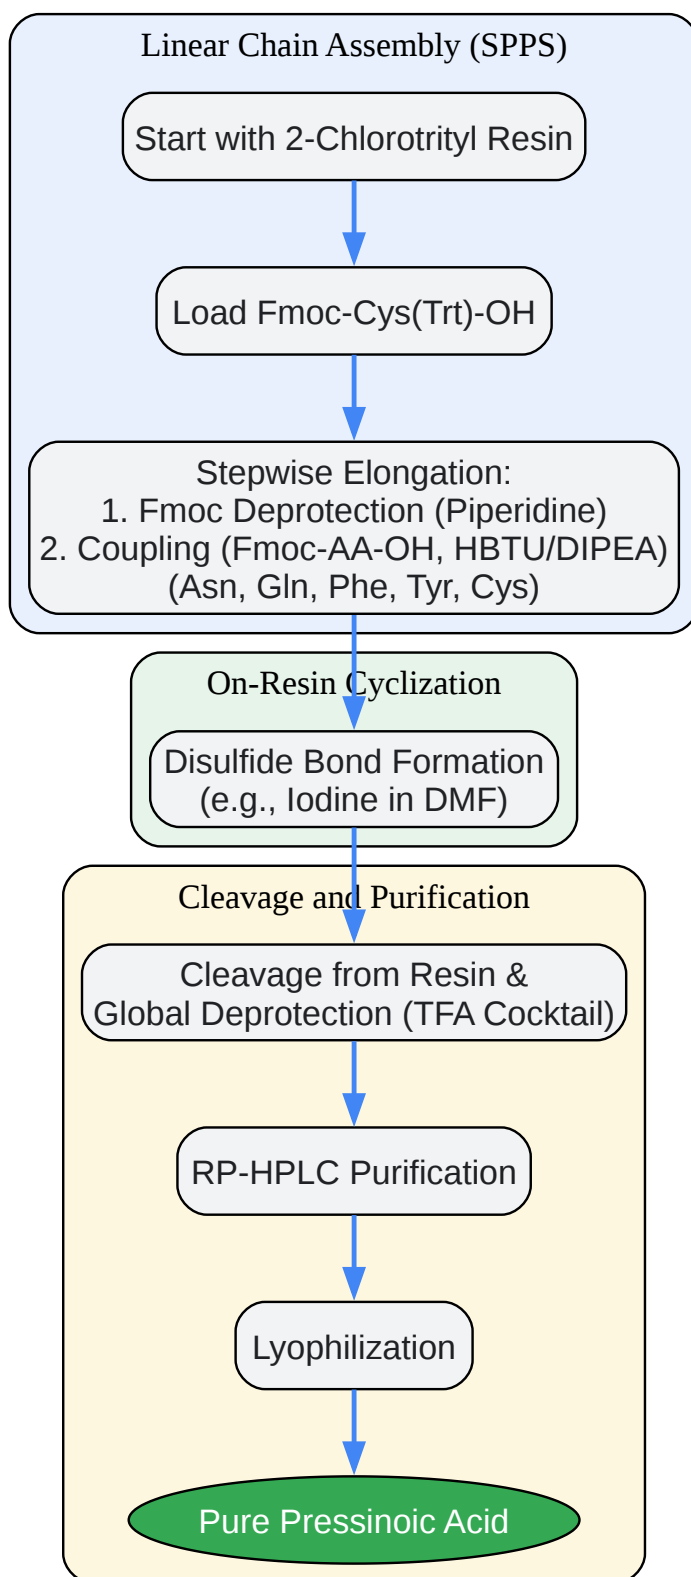 Linear Chain Assembly (SPPS)
Start with 2-Chlorotrityl Resin
Load Fmoc-Cys(Trt)-OH
Stepwise Elongation:
1. Fmoc Deprotection (Piperidine)
2. Coupling (Fmoc-AA-OH, HBTU/DIPEA)
(Asn, Gln, Phe, Tyr, Cys)
On-Resin Cyclization
Disulfide Bond Formation
(e.g., Iodine in DMF)
Cleavage and Purification
Cleavage from Resin &
Global Deprotection (TFA Cocktail)
RP-HPLC Purification
Lyophilization
Pure Pressinoic Acid